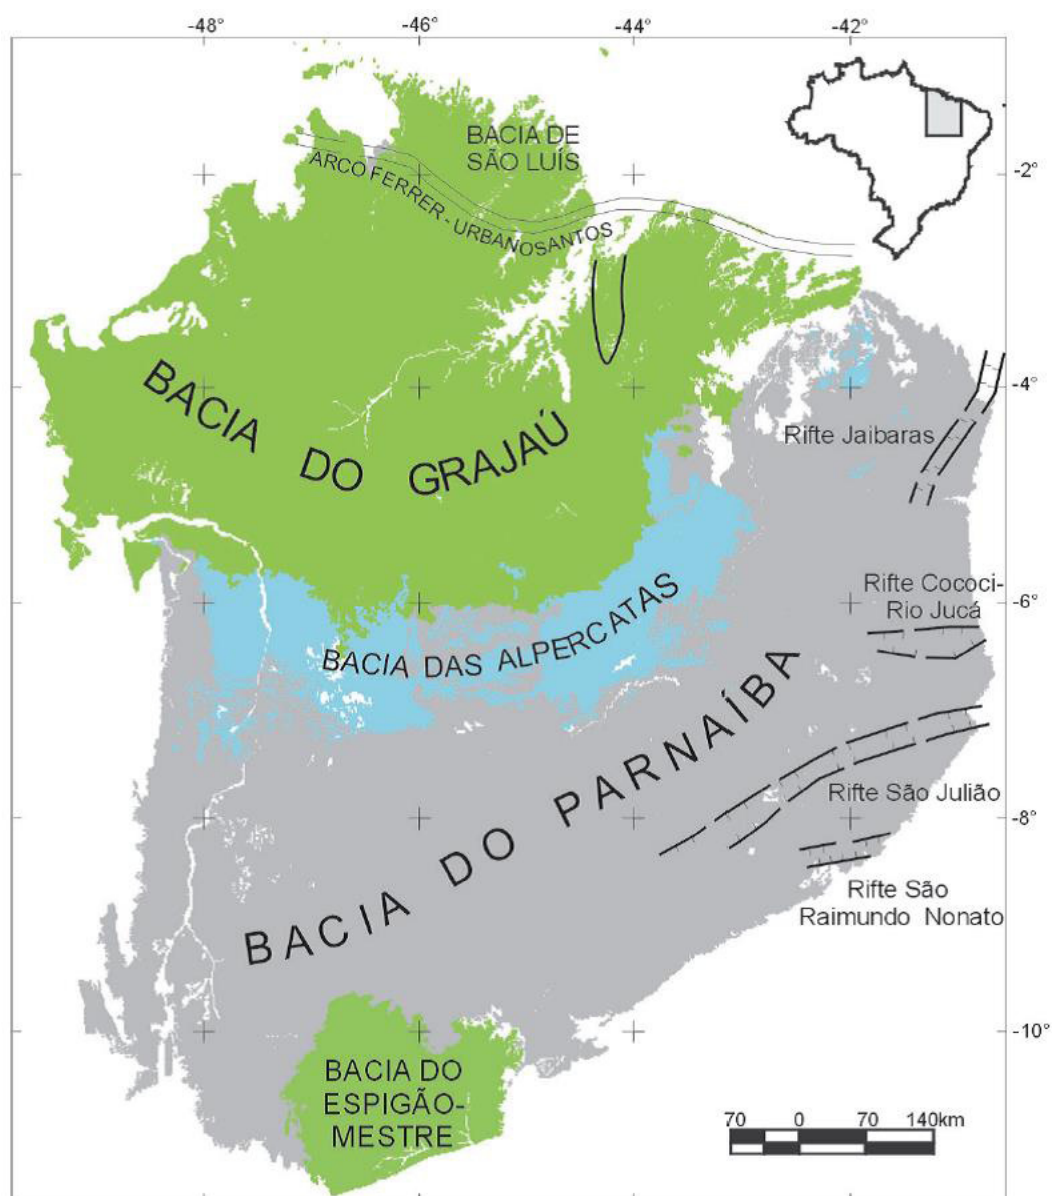 -48°
-46°
-44°
-42°
BACIA DE
SÃO LUÍS
-2°
ARCO FERRER - URBANOSANTOS
-4°
BACIA DO GRAJAÚ
Rifte Jaibaras
Rifte Cococi-
Rio Jucá
-6°
BACIA DAS ALPERCATAS
BACIA DO PARNAÍBA
Rifte São Julião
-8°
Rifte São
Raimundo Nonato
-10°
BACIA DO
ESPIGÃO-
MESTRE
70 0 70 140km